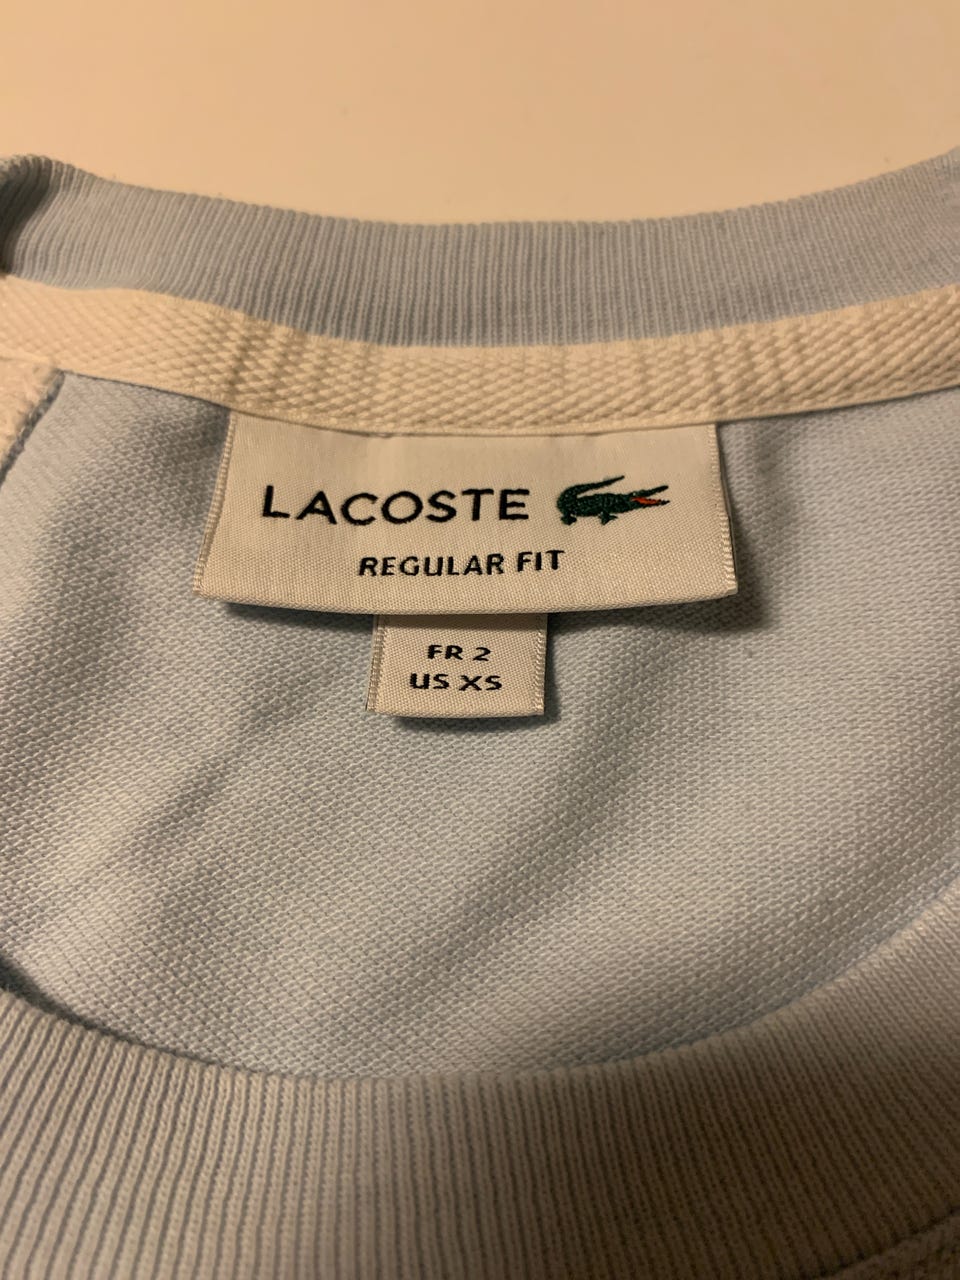 LACOSTE
REGULAR FIT
FR 2
US XS